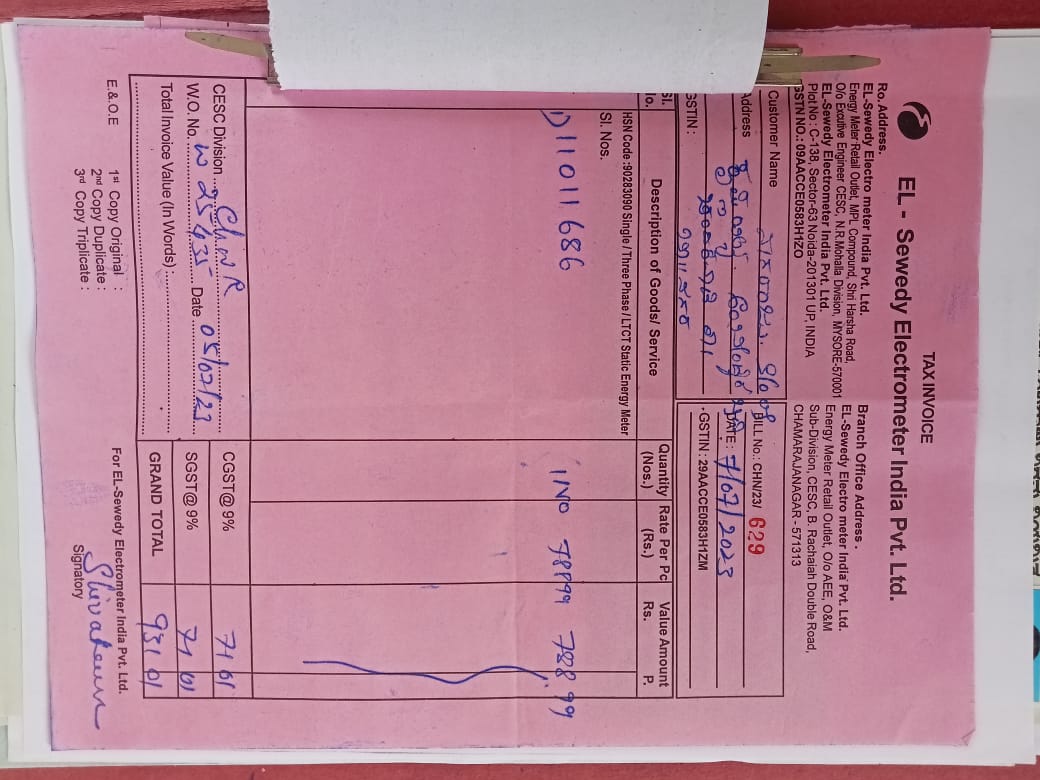 TAX INVOICE
EL - Sewedy Electrometer India Pvt. Ltd.
Ro. Address.
EL-Sewedy Electro meter India Pvt. Ltd.
Energy Meter Retail Outlet, MPL Compound, Shri Harsha Road,
O/o Excutive Engineer CESC, N.R.Mohalla Division, MYSORE-570001
EL-Sewedy Electrometer India Pvt. Ltd.
Plot No : C-138, Sector-63 Noida-201301 UP, INDIA
GSTN NO.: 09AACCE0583H1ZO
Branch Office Address .
EL-Sewedy Electro meter India Pvt. Ltd.
Energy Meter Retail Outlet, O/o AEE, O&M
Sub-Division, CESC, B. Rachaiah Double Road,
CHAMARAJANAGAR - 571313
Customer Name
Address
GSTIN :
BILL No.: CHN/23/ 629
DATE : 7/07/2023
GSTIN : 29AACCE0583H1ZM
Sl. No. Description of Goods/ Service Quantity (Nos.) Rate Per Pc (Rs.) Value Amount Rs. P.
HSN Code :90283090 Single / Three Phase / LTCT Static Energy Meter
Sl. Nos.
D11011686 1NO 78899 788 99
CESC Division : CHNR CGST@ 9% 71 01
W.O. No. W 25435 Date 05/07/23 SGST@ 9% 71 01
Total Invoice Value (In Words) : GRAND TOTAL 931 01
E.&.O.E 1st Copy Original :
2nd Copy Duplicate :
3rd Copy Triplicate :
For EL-Sewedy Electrometer India Pvt. Ltd.
Signatory